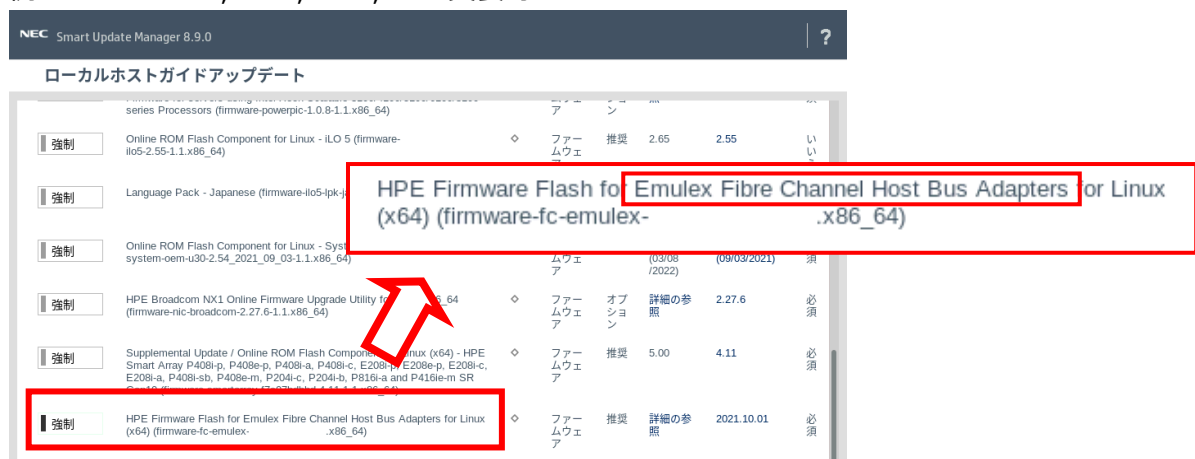 NEC Smart Update Manager 8.9.0 ?
ローカルホストガイドアップデート
series Processors (firmware-powerpic-1.0.8-1.1.x86_64) ア ン
強制 Online ROM Flash Component for Linux - iLO 5 (firmware-ilo5-2.55-1.1.x86_64) ◇ ファームウェ 推奨 2.65 2.55 いい
強制 Language Pack - Japanese (firmware-ilo5-lpk-j
HPE Firmware Flash for Emulex Fibre Channel Host Bus Adapters for Linux
(x64) (firmware-fc-emulex- .x86_64)
強制 Online ROM Flash Component for Linux - Syst
system-oem-u30-2.54_2021_09_03-1.1.x86_64) ムウェア (03/08/2022) (09/03/2021) 須
強制 HPE Broadcom NX1 Online Firmware Upgrade Utility for 6_64 ◇ ファームウェア オプション 詳細の参照 2.27.6 必須
(firmware-nic-broadcom-2.27.6-1.1.x86_64)
強制 Supplemental Update / Online ROM Flash Compone inux (x64) - HPE ◇ ファームウェア 推奨 5.00 4.11 必須
Smart Array P408i-p, P408e-p, P408i-a, P408i-c, E208i-p, E208e-p, E208i-c,
E208i-a, P408i-sb, P408e-m, P204i-c, P204i-b, P816i-a and P416ie-m SR
強制 HPE Firmware Flash for Emulex Fibre Channel Host Bus Adapters for Linux ◇ ファームウェア 推奨 詳細の参照 2021.10.01 必須
(x64) (firmware-fc-emulex- .x86_64)